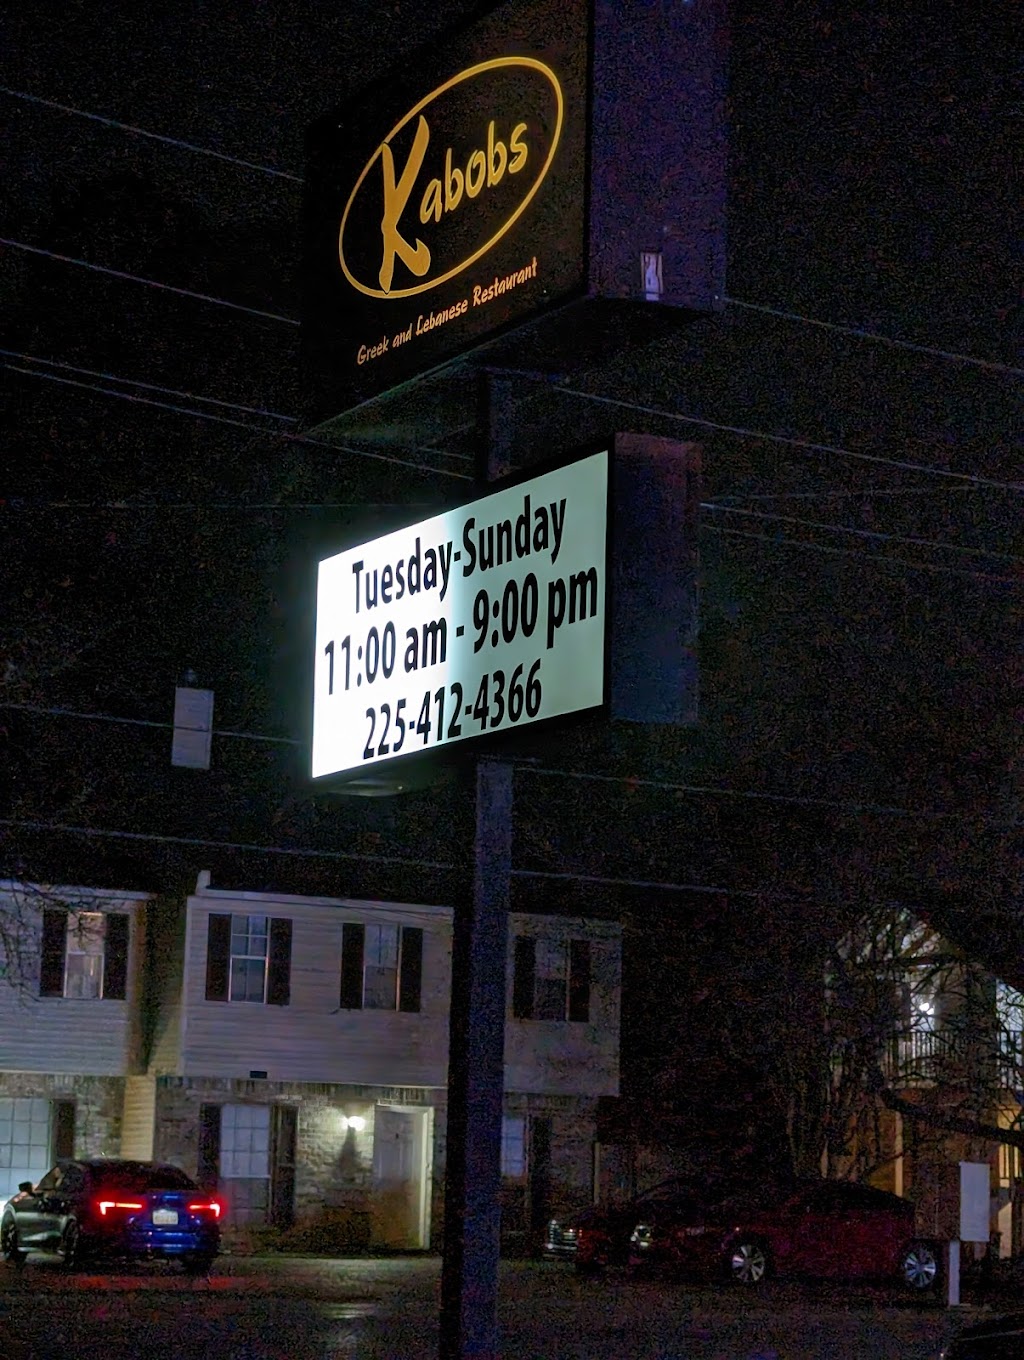 Kabobs
Greek and Lebanese Restaurant
Tuesday-Sunday
11:00 am - 9:00 pm
225-412-4366